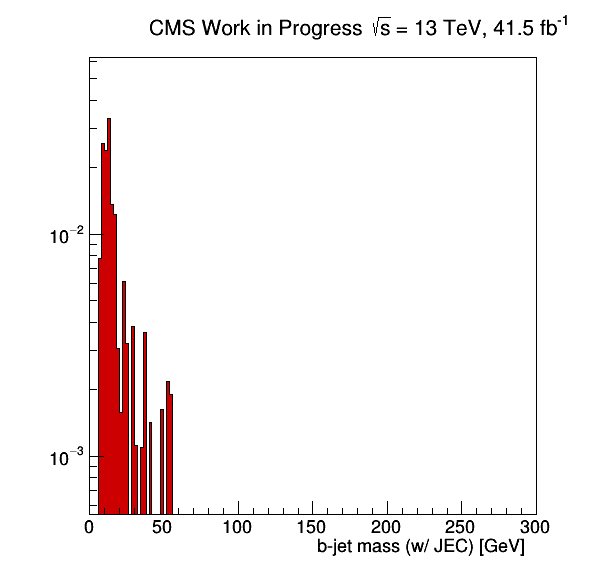 CMS Work in Progress √s = 13 TeV, 41.5 fb⁻¹
10⁻²
10⁻³
0 50 100 150 200 250 300
b-jet mass (w/ JEC) [GeV]